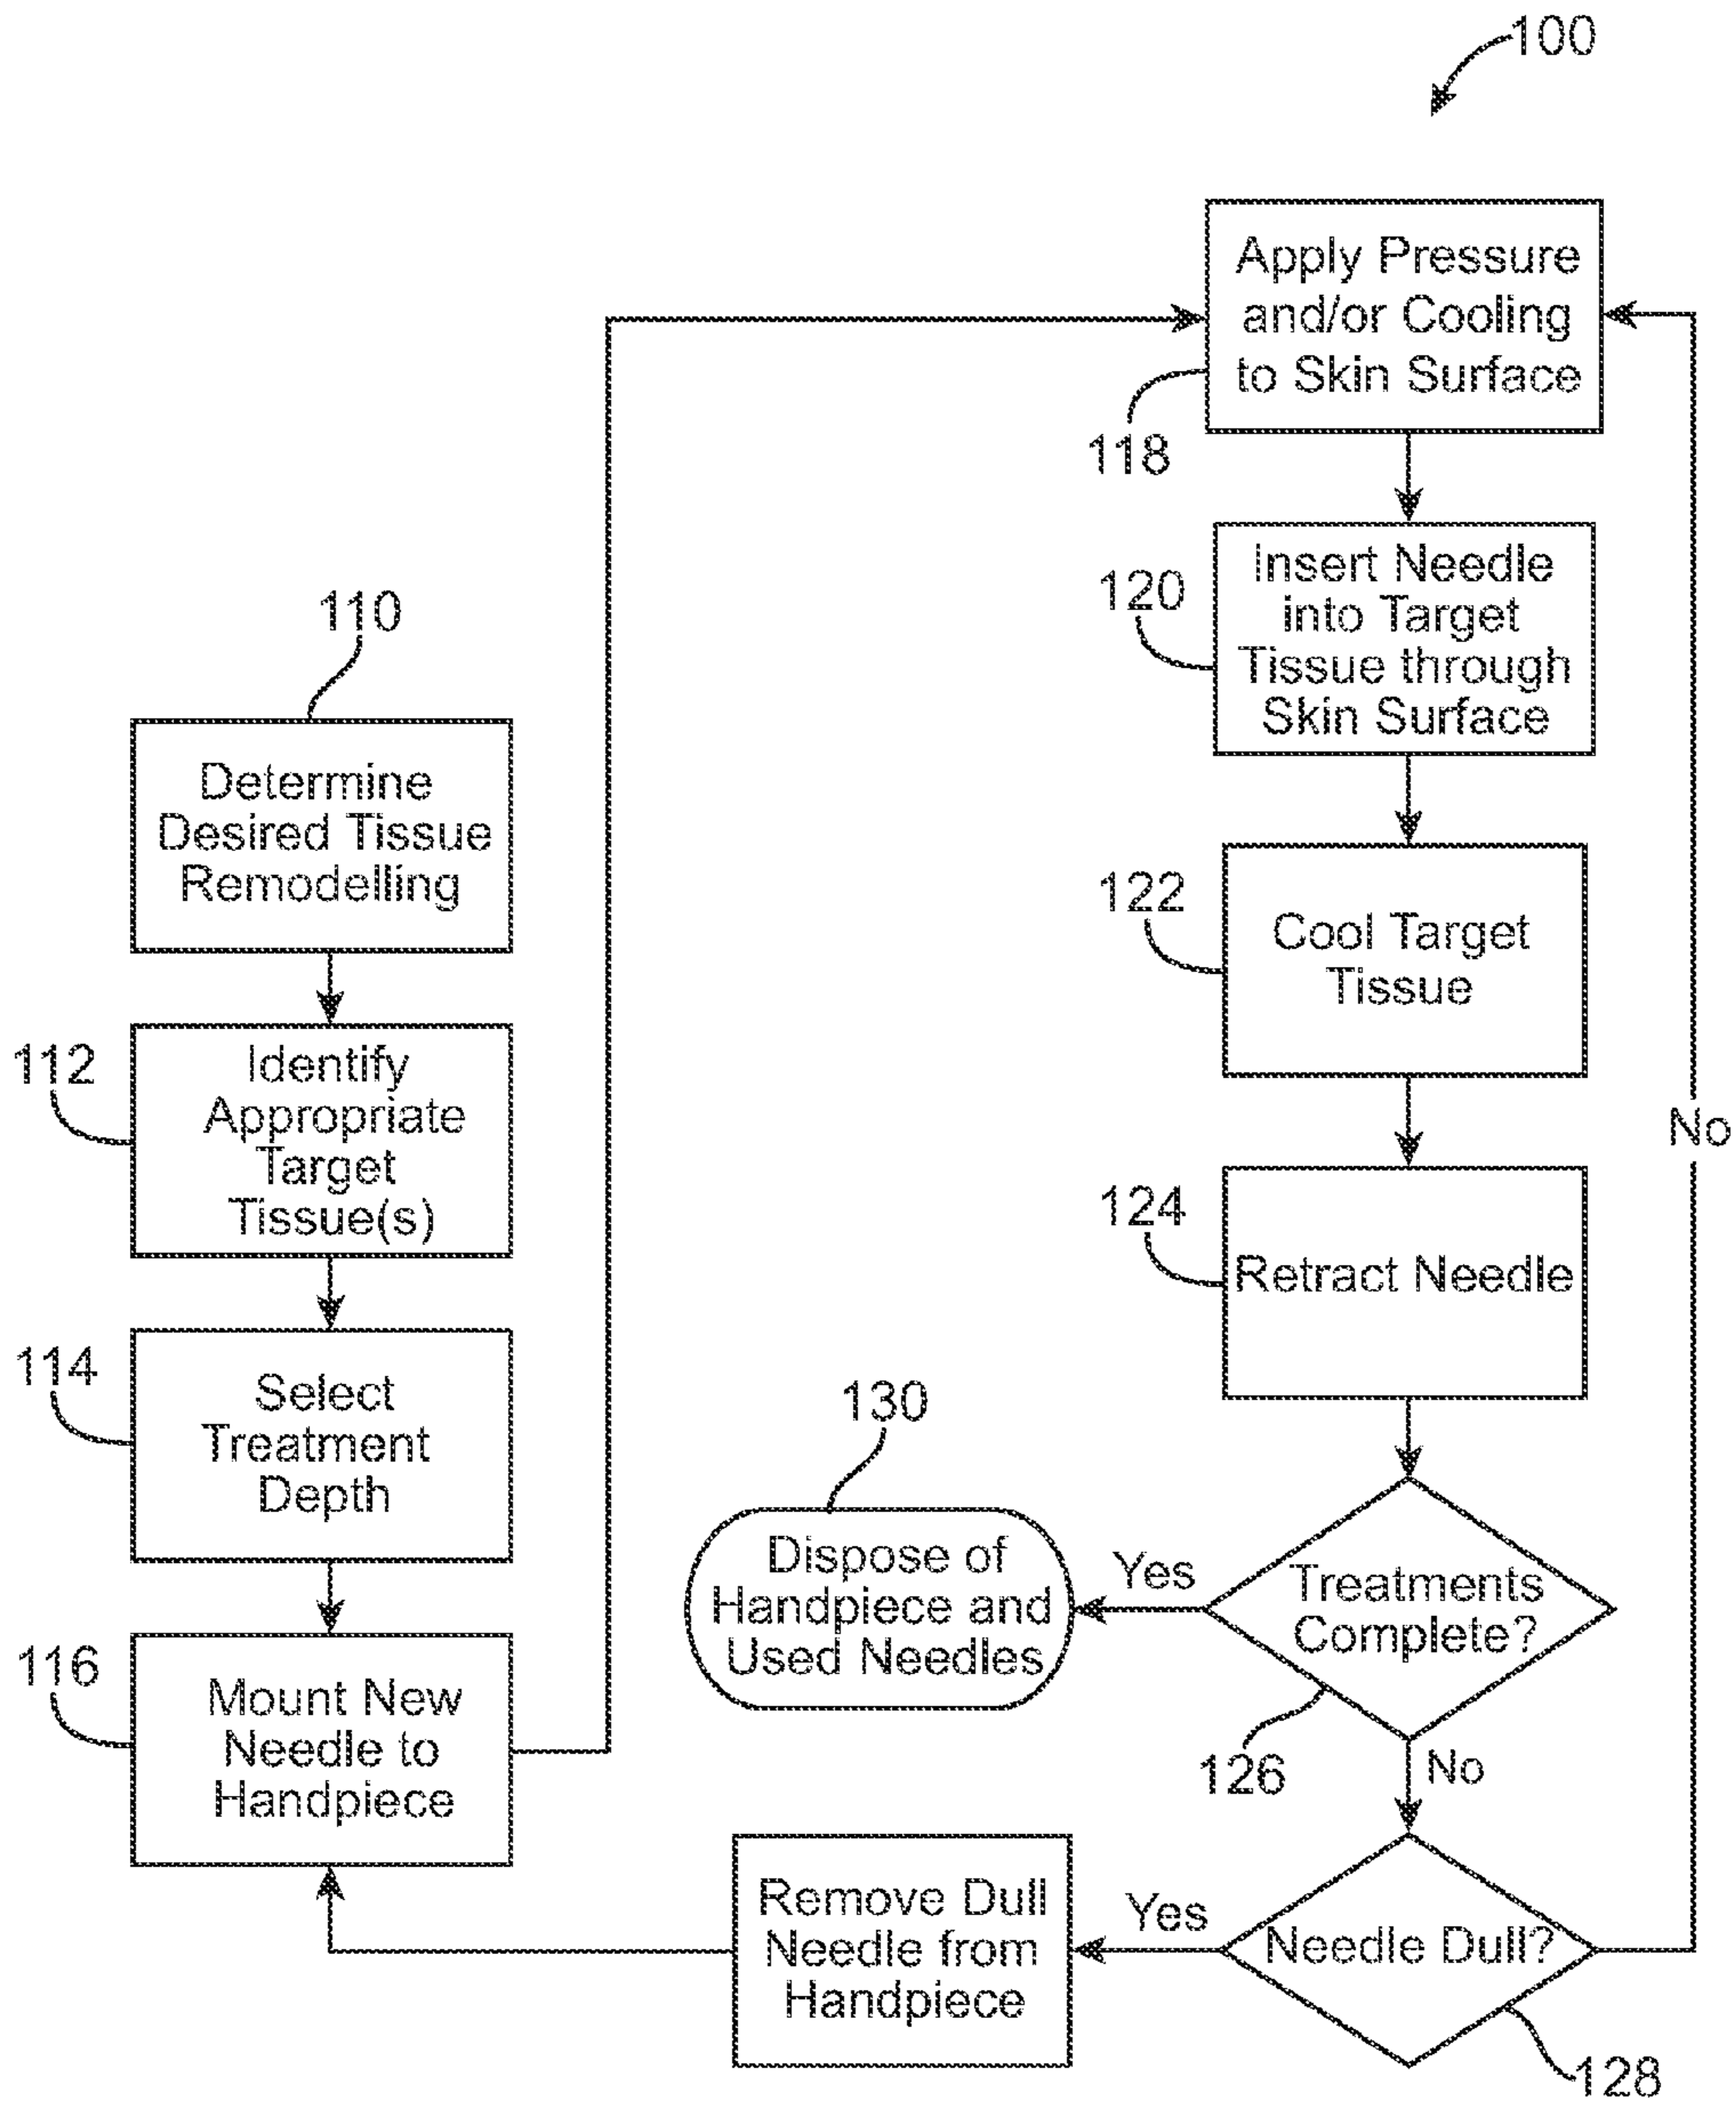 100
110
Determine
Desired Tissue
Remodelling
112
Identify
Appropriate
Target
Tissue(s)
114
Select
Treatment
Depth
116
Mount New
Needle to
Handpiece
Apply Pressure
and/or Cooling
to Skin Surface
118
120
Insert Needle
into Target
Tissue through
Skin Surface
122
Cool Target
Tissue
124
Retract Needle
Treatments
Complete?
126
Yes
130
Dispose of
Handpiece and
Used Needles
No
Needle Dull?
128
Yes
Remove Dull
Needle from
Handpiece
No